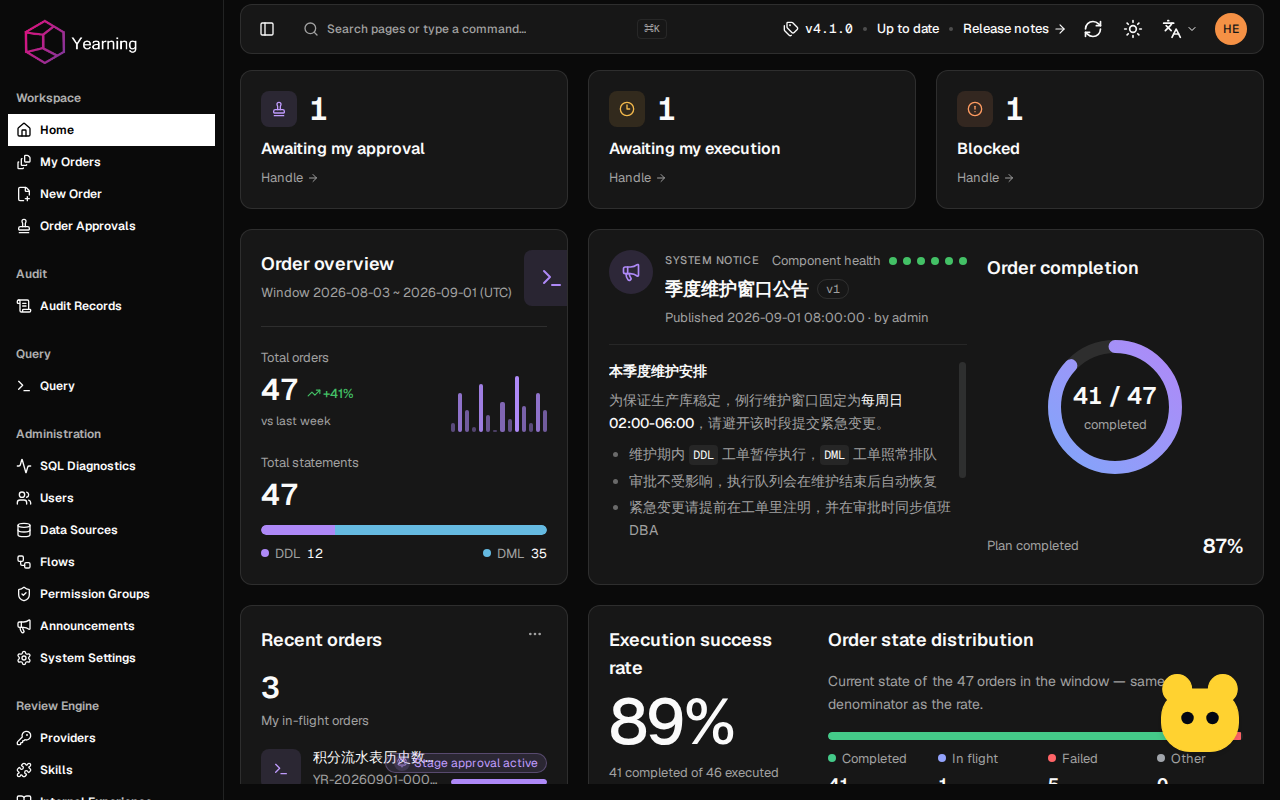 Yearning
Search pages or type a command...
⌘K
v4.1.0
Up to date
Release notes →
HE
Workspace
Home
My Orders
New Order
Order Approvals
Audit
Audit Records
Query
Query
Administration
SQL Diagnostics
Users
Data Sources
Flows
Permission Groups
Announcements
System Settings
Review Engine
Providers
Skills
Internal Experience
1
Awaiting my approval
Handle →
1
Awaiting my execution
Handle →
1
Blocked
Handle →
Order overview
Window 2026-08-03 ~ 2026-09-01 (UTC)
Total orders
47
+41%
vs last week
Total statements
47
DDL 12
DML 35
SYSTEM NOTICE
Component health
季度维护窗口公告
v1
Published 2026-09-01 08:00:00 · by admin
本季度维护安排
为保证生产库稳定，例行维护窗口固定为每周日
02:00-06:00，请避开该时段提交紧急变更。
维护期内 DDL 工单暂停执行，DML 工单照常排队
审批不受影响，执行队列会在维护结束后自动恢复
紧急变更请提前在工单里注明，并在审批时同步值班
DBA
Order completion
41 / 47
completed
Plan completed
87%
Recent orders
3
My in-flight orders
积分流水表历史数...
Stage approval active
YR-20260901-000...
Execution success
rate
89%
41 completed of 46 executed
Order state distribution
Current state of the 47 orders in the window — same
denominator as the rate.
Completed
In flight
Failed
Other
41
1
5
0